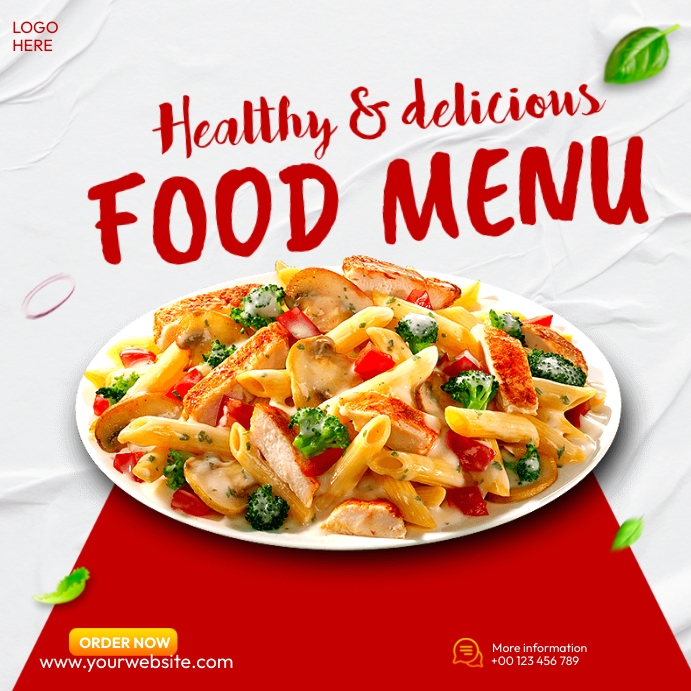 LOGO
HERE
Healthy & delicious
FOOD MENU
ORDER NOW
www.yourwebsite.com
More information
+00 123 456 789